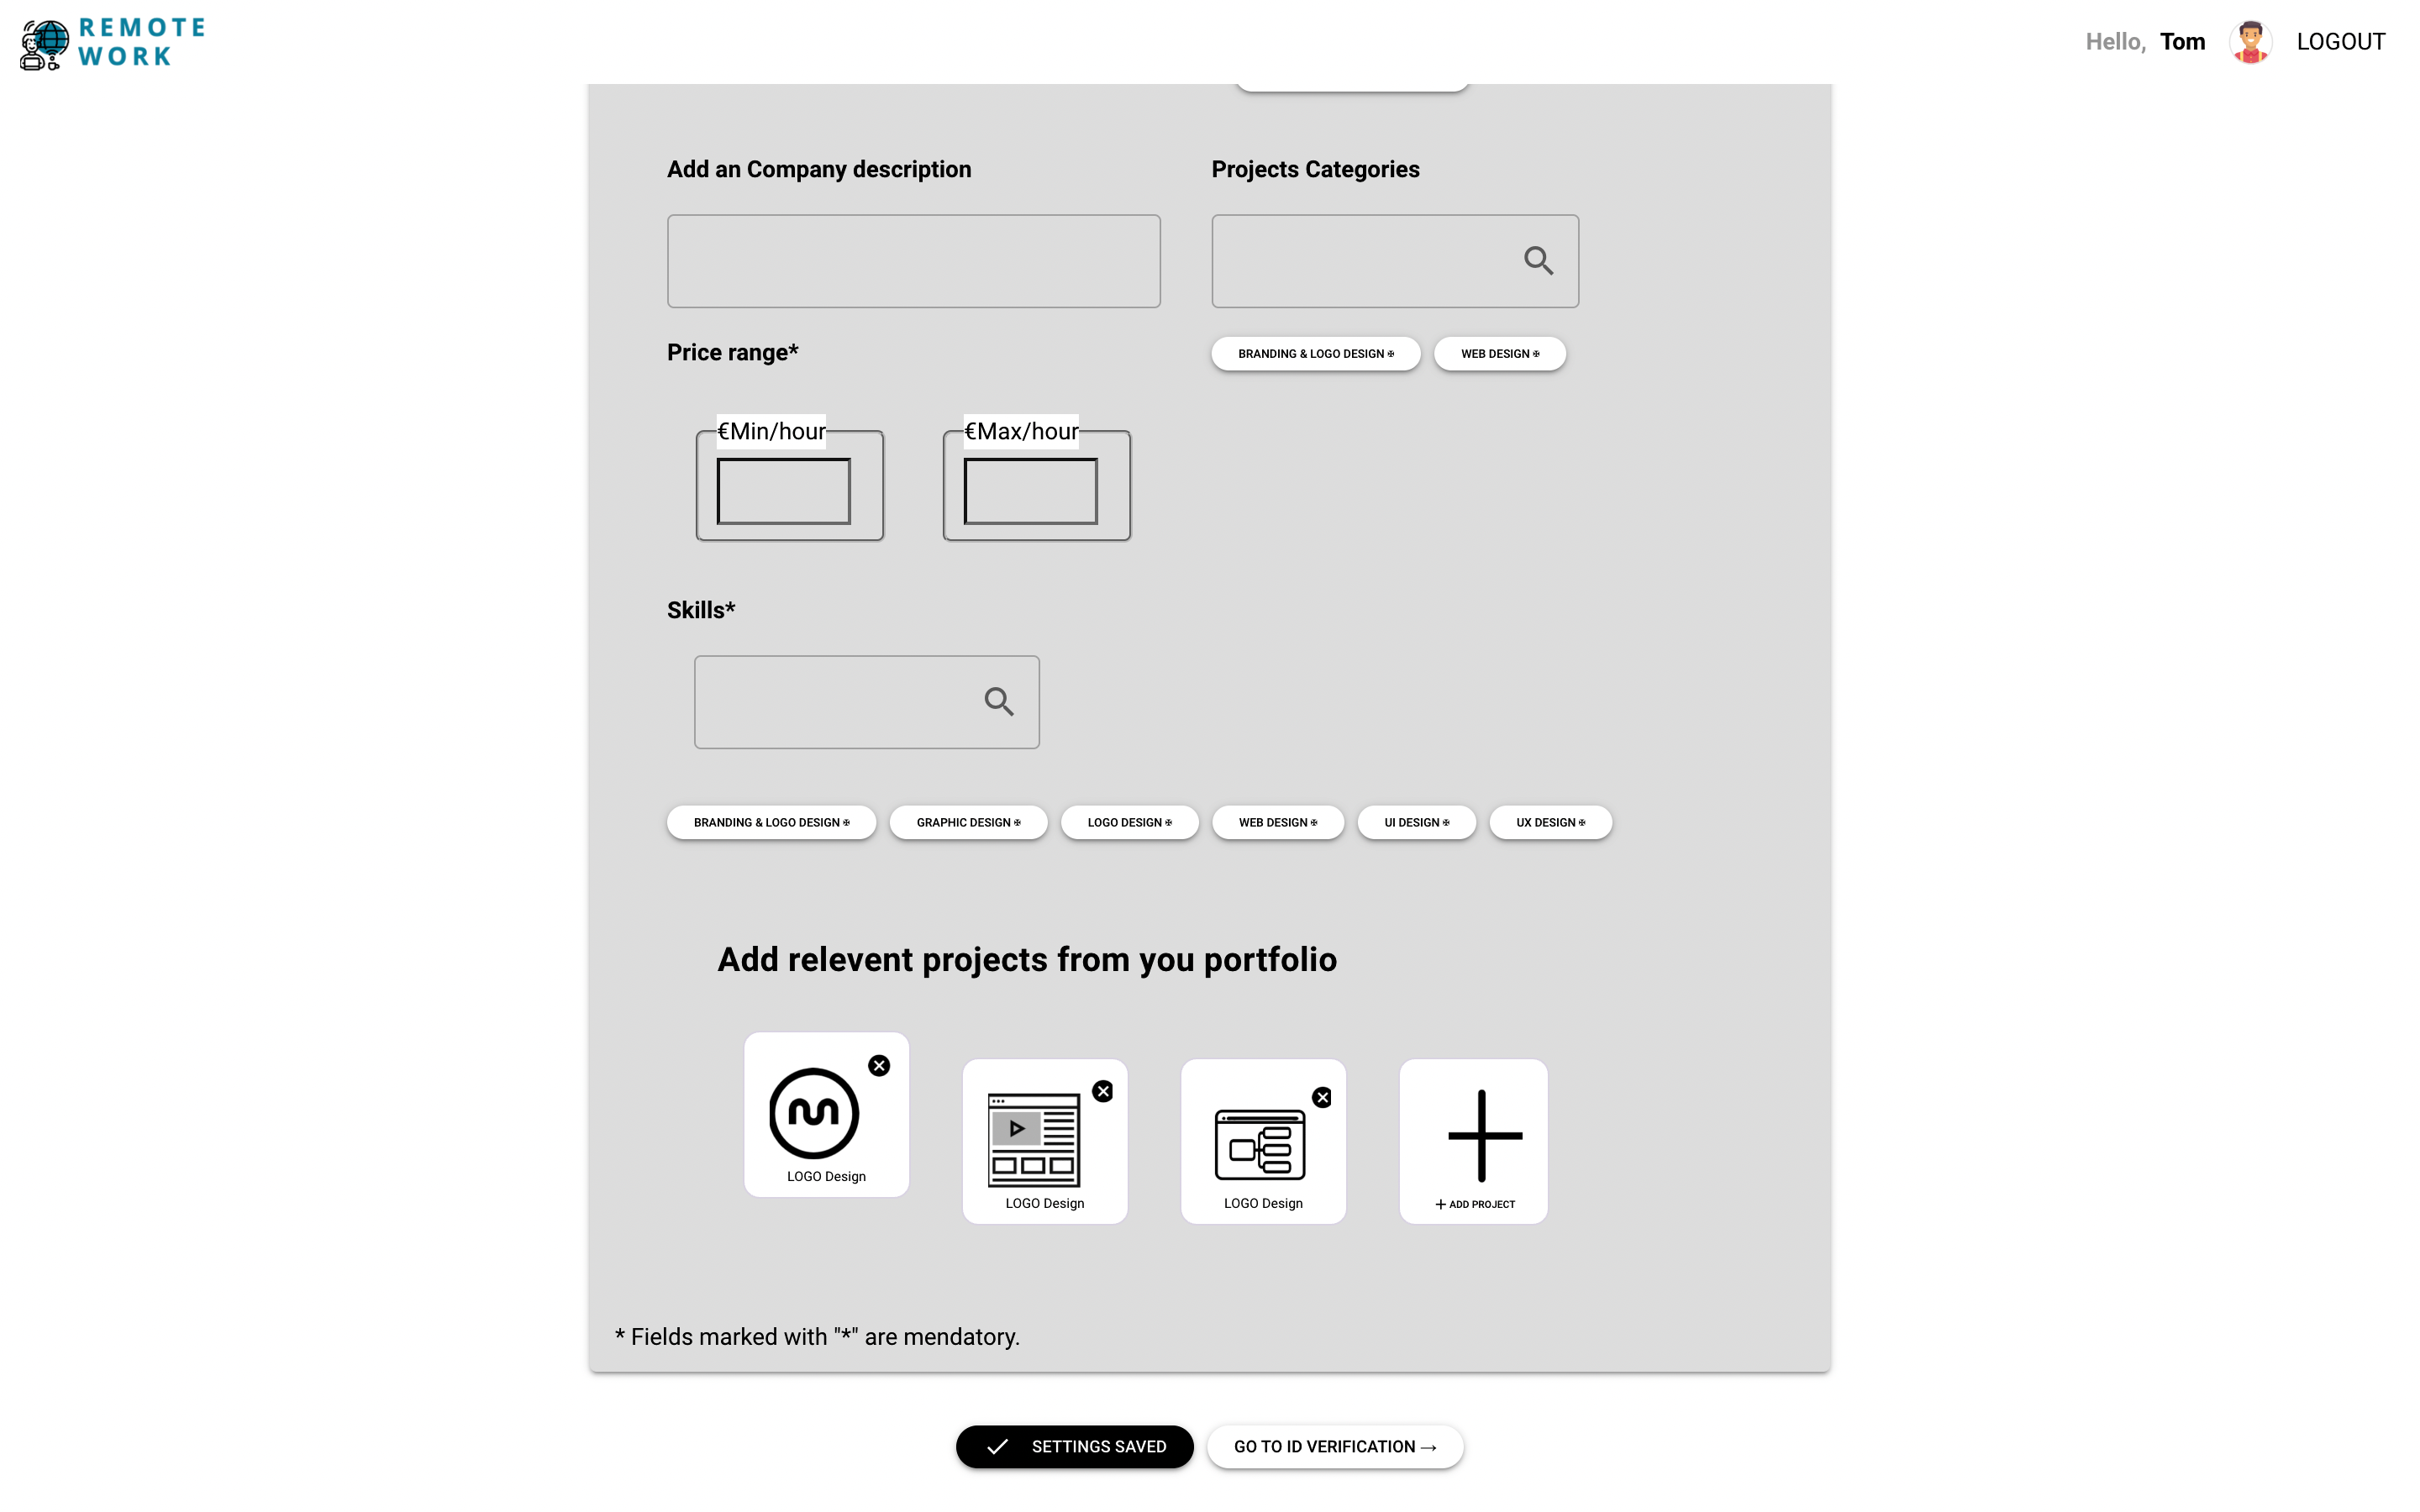 REMOTE
WORK
Hello, Tom
LOGOUT
Add an Company description
Projects Categories
Price range*
BRANDING & LOGO DESIGN ✠
WEB DESIGN ✠
€Min/hour
€Max/hour
Skills*
BRANDING & LOGO DESIGN ✠
GRAPHIC DESIGN ✠
LOGO DESIGN ✠
WEB DESIGN ✠
UI DESIGN ✠
UX DESIGN ✠
Add relevent projects from you portfolio
LOGO Design
LOGO Design
LOGO Design
+ ADD PROJECT
* Fields marked with "*" are mendatory.
SETTINGS SAVED
GO TO ID VERIFICATION →